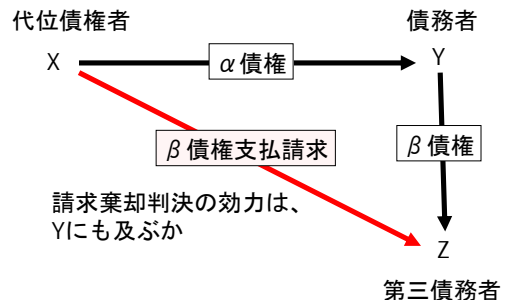 代位債権者
債務者
X
α債権
Y
β債権支払請求
β債権
請求棄却判決の効力は、
Yにも及ぶか
Z
第三債務者